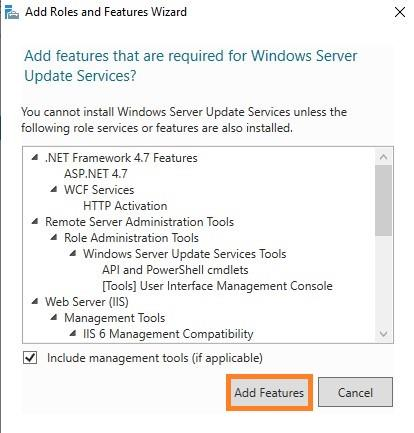 Add Roles and Features Wizard
Add features that are required for Windows Server
Update Services?
You cannot install Windows Server Update Services unless the
following role services or features are also installed.
.NET Framework 4.7 Features
ASP.NET 4.7
WCF Services
HTTP Activation
Remote Server Administration Tools
Role Administration Tools
Windows Server Update Services Tools
API and PowerShell cmdlets
[Tools] User Interface Management Console
Web Server (IIS)
Management Tools
IIS 6 Management Compatibility
Include management tools (if applicable)
Add Features
Cancel